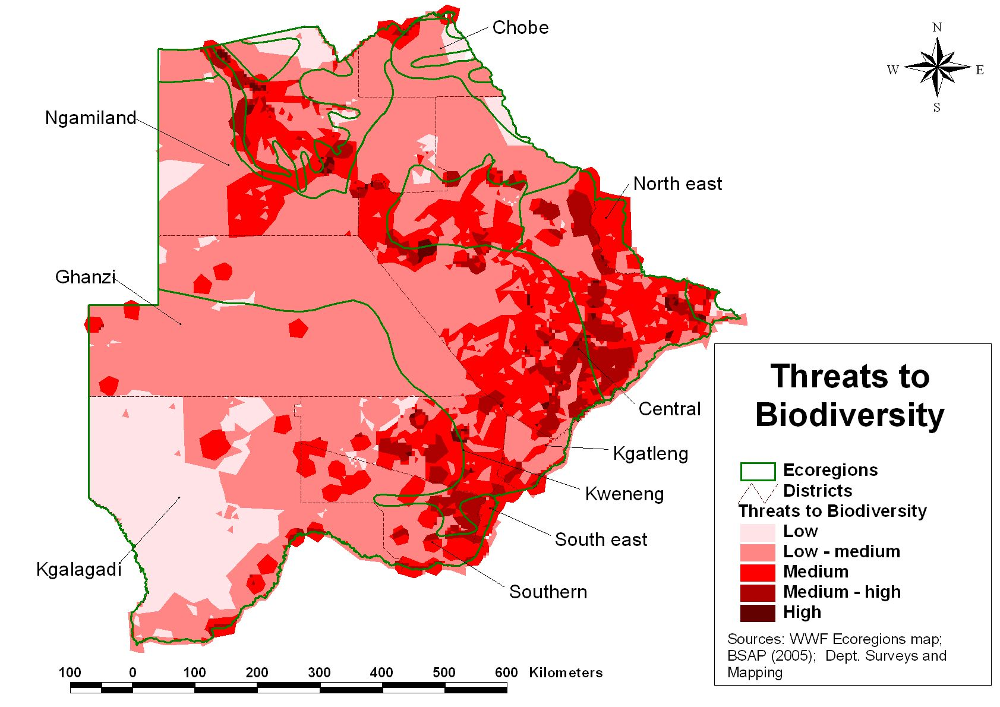 Chobe
N
W
E
S
Ngamiland
North east
Ghanzi
Central
Kgatleng
Kweneng
South east
Kgalagadi
Southern
Threats to
Biodiversity
Ecoregions
Districts
Threats to Biodiversity
Low
Low - medium
Medium
Medium - high
High
Sources: WWF Ecoregions map;
BSAP (2005);  Dept. Surveys and
Mapping
100 0 100 200 300 400 500 600 Kilometers